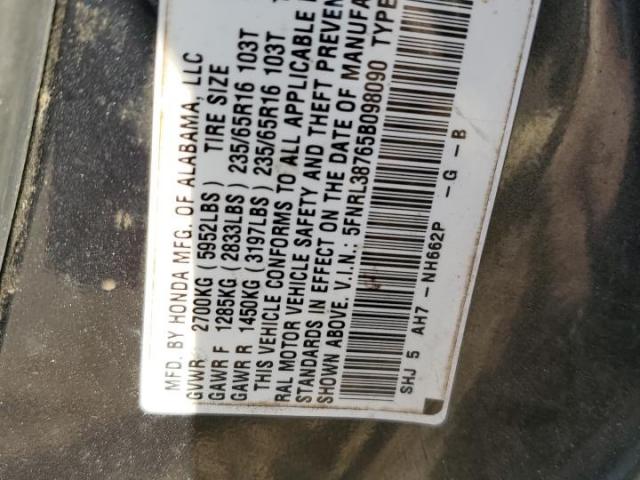 MFD. BY HONDA MFG. OF ALABAMA, LLC
GVWR 2700KG (5952LBS) TIRE SIZE
GAWR F 1285KG (2833LBS) 235/65R16 103T
GAWR R 1450KG (3197LBS) 235/65R16 103T
THIS VEHICLE CONFORMS TO ALL APPLICABLE
RAL MOTOR VEHICLE SAFETY AND THEFT PREVEN
STANDARDS IN EFFECT ON THE DATE OF MANUFA
SHOWN ABOVE. V.I.N.: 5FNRL38765B098090 TYPE
SHJ 5 AH7 - NH662P - G - B